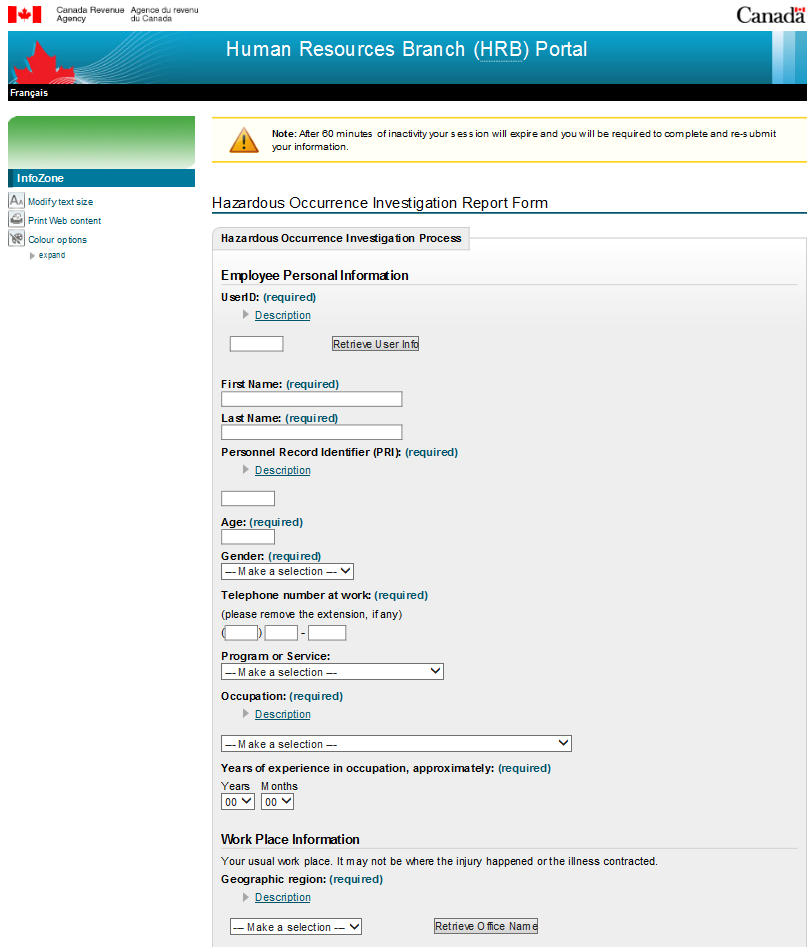 Canada Revenue Agency
Agence du revenu du Canada
Canada
Human Resources Branch (HRB) Portal
Français
InfoZone
Modify text size
Print Web content
Colour options
expand
Note: After 60 minutes of inactivity your session will expire and you will be required to complete and re-submit
your information.
Hazardous Occurrence Investigation Report Form
Hazardous Occurrence Investigation Process
Employee Personal Information
UserID: (required)
Description
Retrieve User Info
First Name: (required)
Last Name: (required)
Personnel Record Identifier (PRI): (required)
Description
Age: (required)
Gender: (required)
--- Make a selection ---
Telephone number at work: (required)
(please remove the extension, if any)
( ) -
Program or Service:
--- Make a selection ---
Occupation: (required)
Description
--- Make a selection ---
Years of experience in occupation, approximately: (required)
Years Months
00 00
Work Place Information
Your usual work place. It may not be where the injury happened or the illness contracted.
Geographic region: (required)
Description
--- Make a selection --- Retrieve Office Name